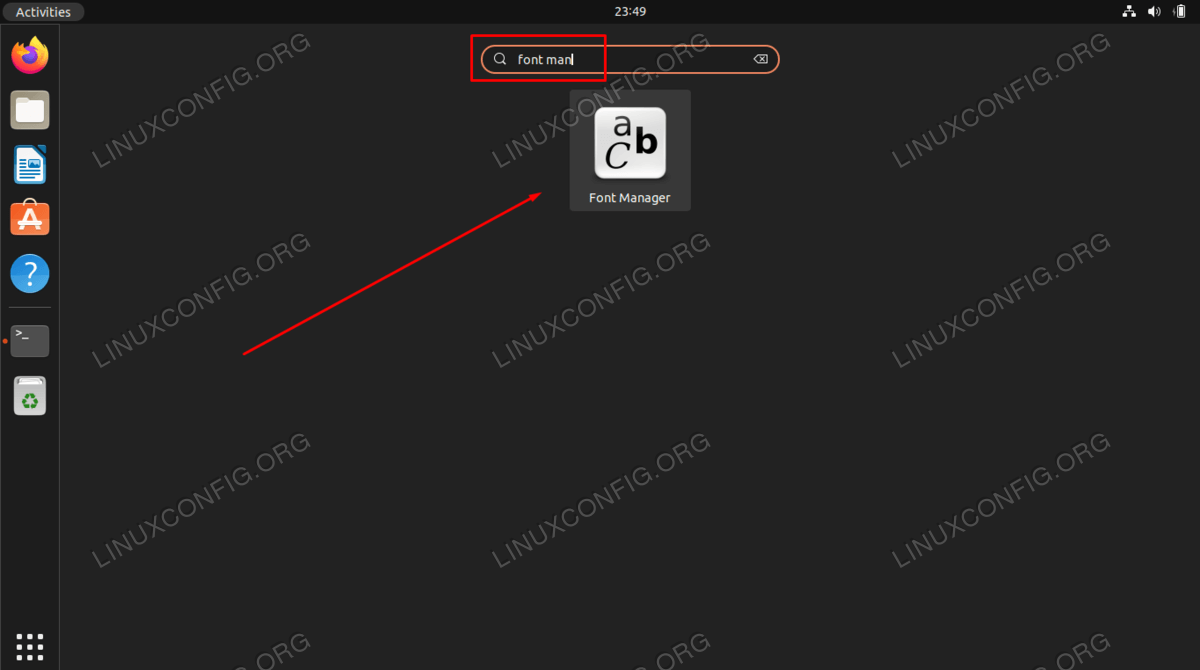 Activities
23:49
font man
a
b
C
Font Manager
?
>_
LINUXCONFIG.ORG
LINUXCONFIG.ORG
LINUXCONFIG.ORG
LINUXCONFIG.ORG
LINUXCONFIG.ORG
LINUXCONFIG.ORG
LINUXCONFIG.ORG
LINUXCONFIG.ORG
LINUXCONFIG.ORG